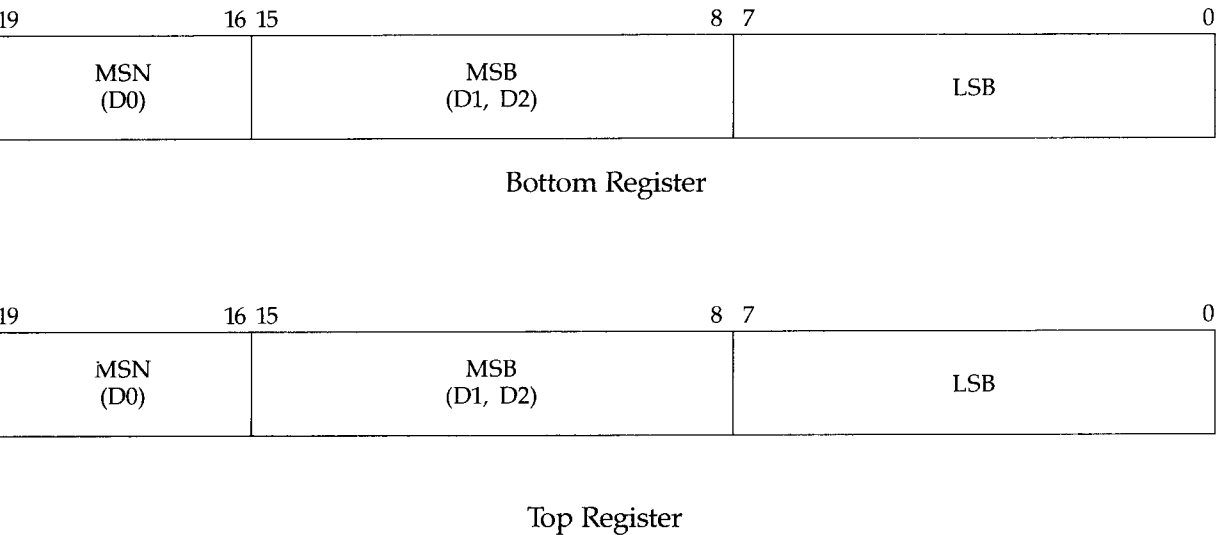 19 16 15 8 7 0
MSN MSB LSB
(D0) (D1, D2)
Bottom Register
19 16 15 8 7 0
MSN MSB LSB
(D0) (D1, D2)
Top Register